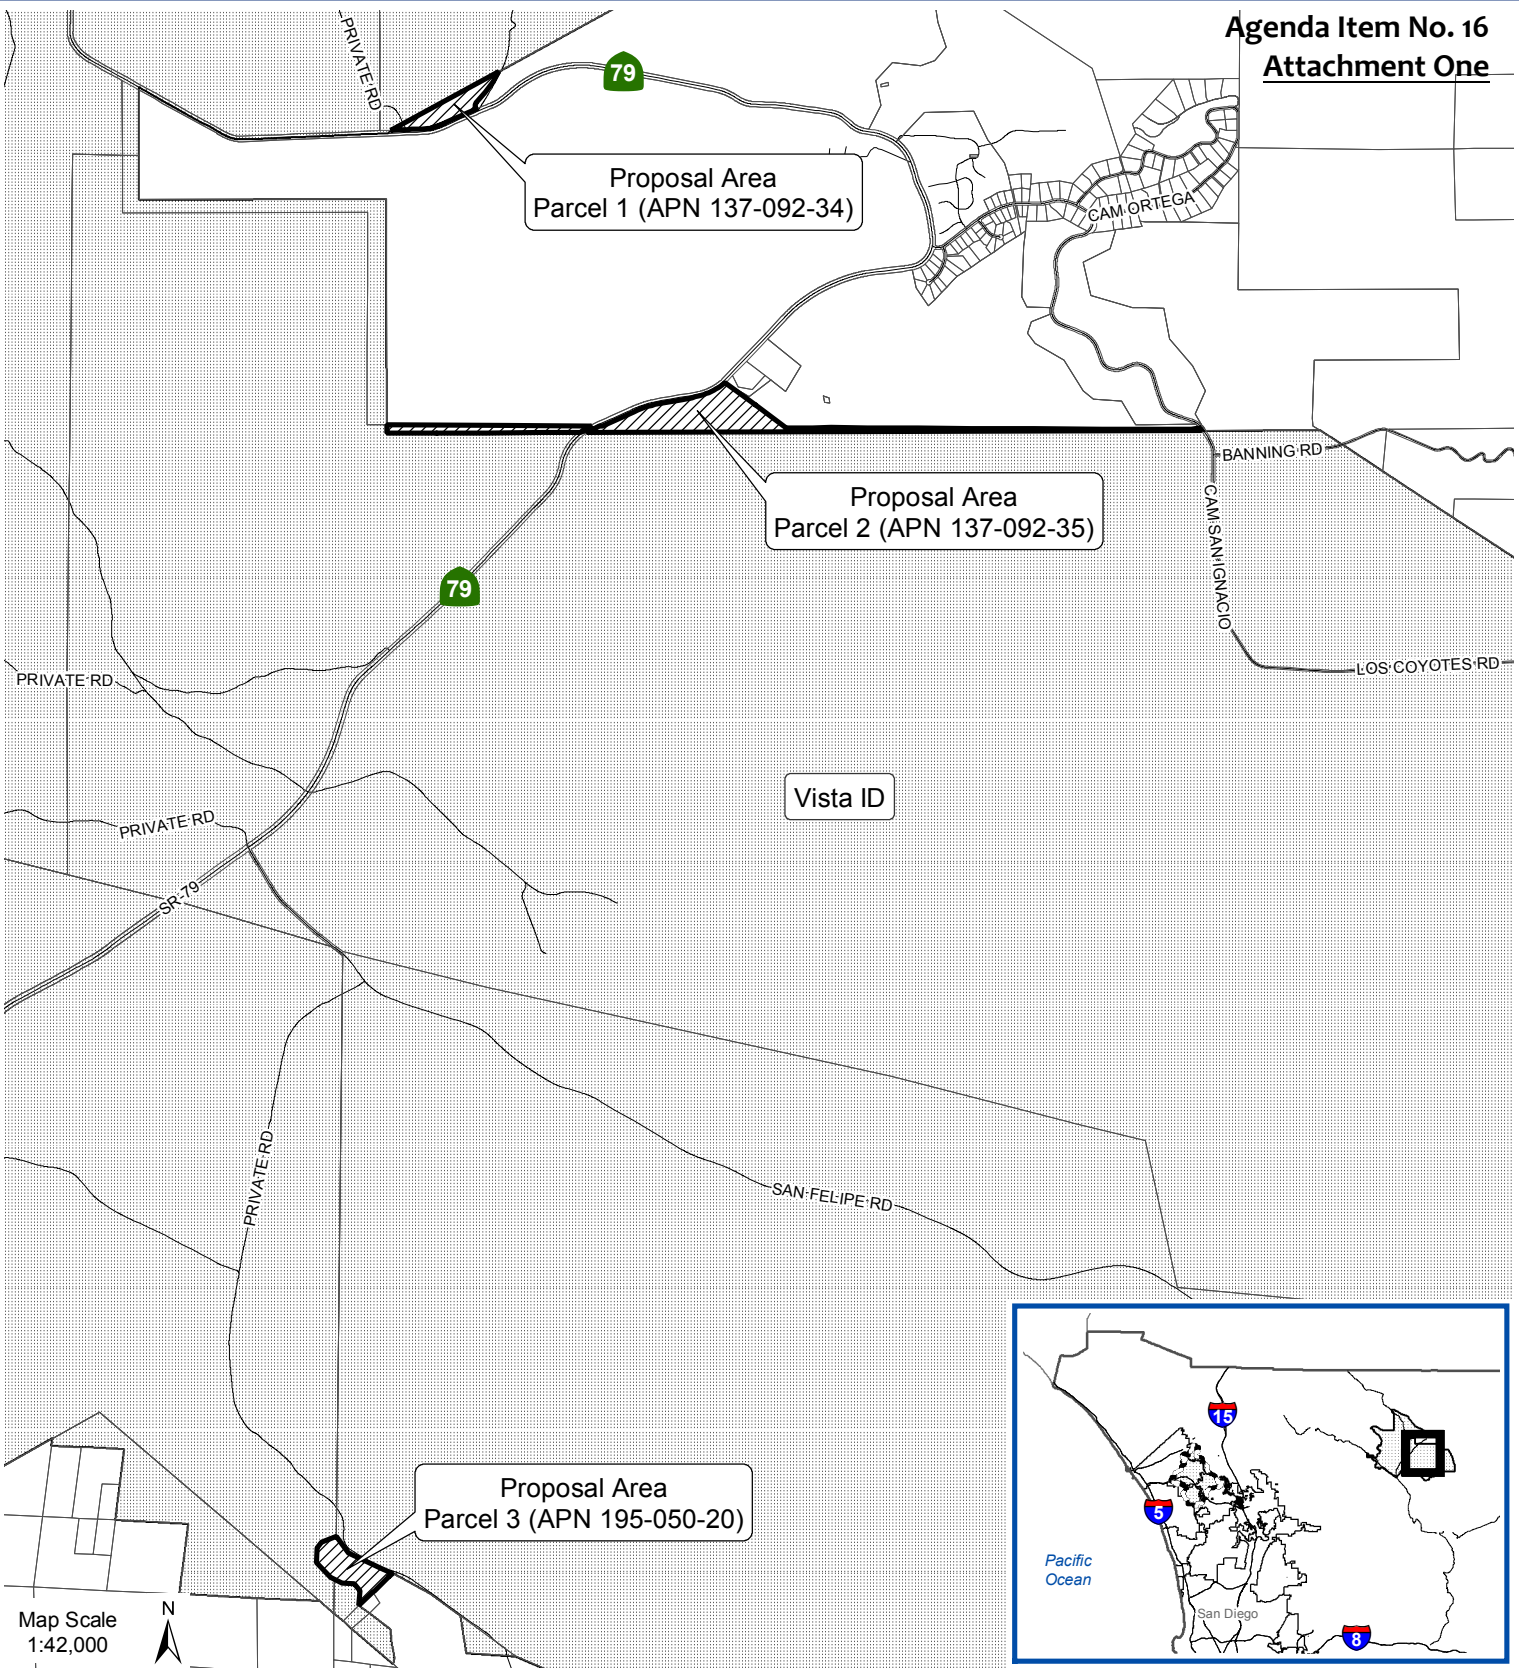 Agenda Item No. 16
Attachment One
PRIVATE RD
79
Proposal Area
Parcel 1 (APN 137-092-34)
CAM ORTEGA
BANNING RD
Proposal Area
Parcel 2 (APN 137-092-35)
CAM SAN IGNACIO
79
LOS COYOTES RD
PRIVATE RD
Vista ID
PRIVATE RD
SR-79
PRIVATE RD
SAN FELIPE RD
Proposal Area
Parcel 3 (APN 195-050-20)
Map Scale
1:42,000
N
15
5
Pacific
Ocean
San Diego
8